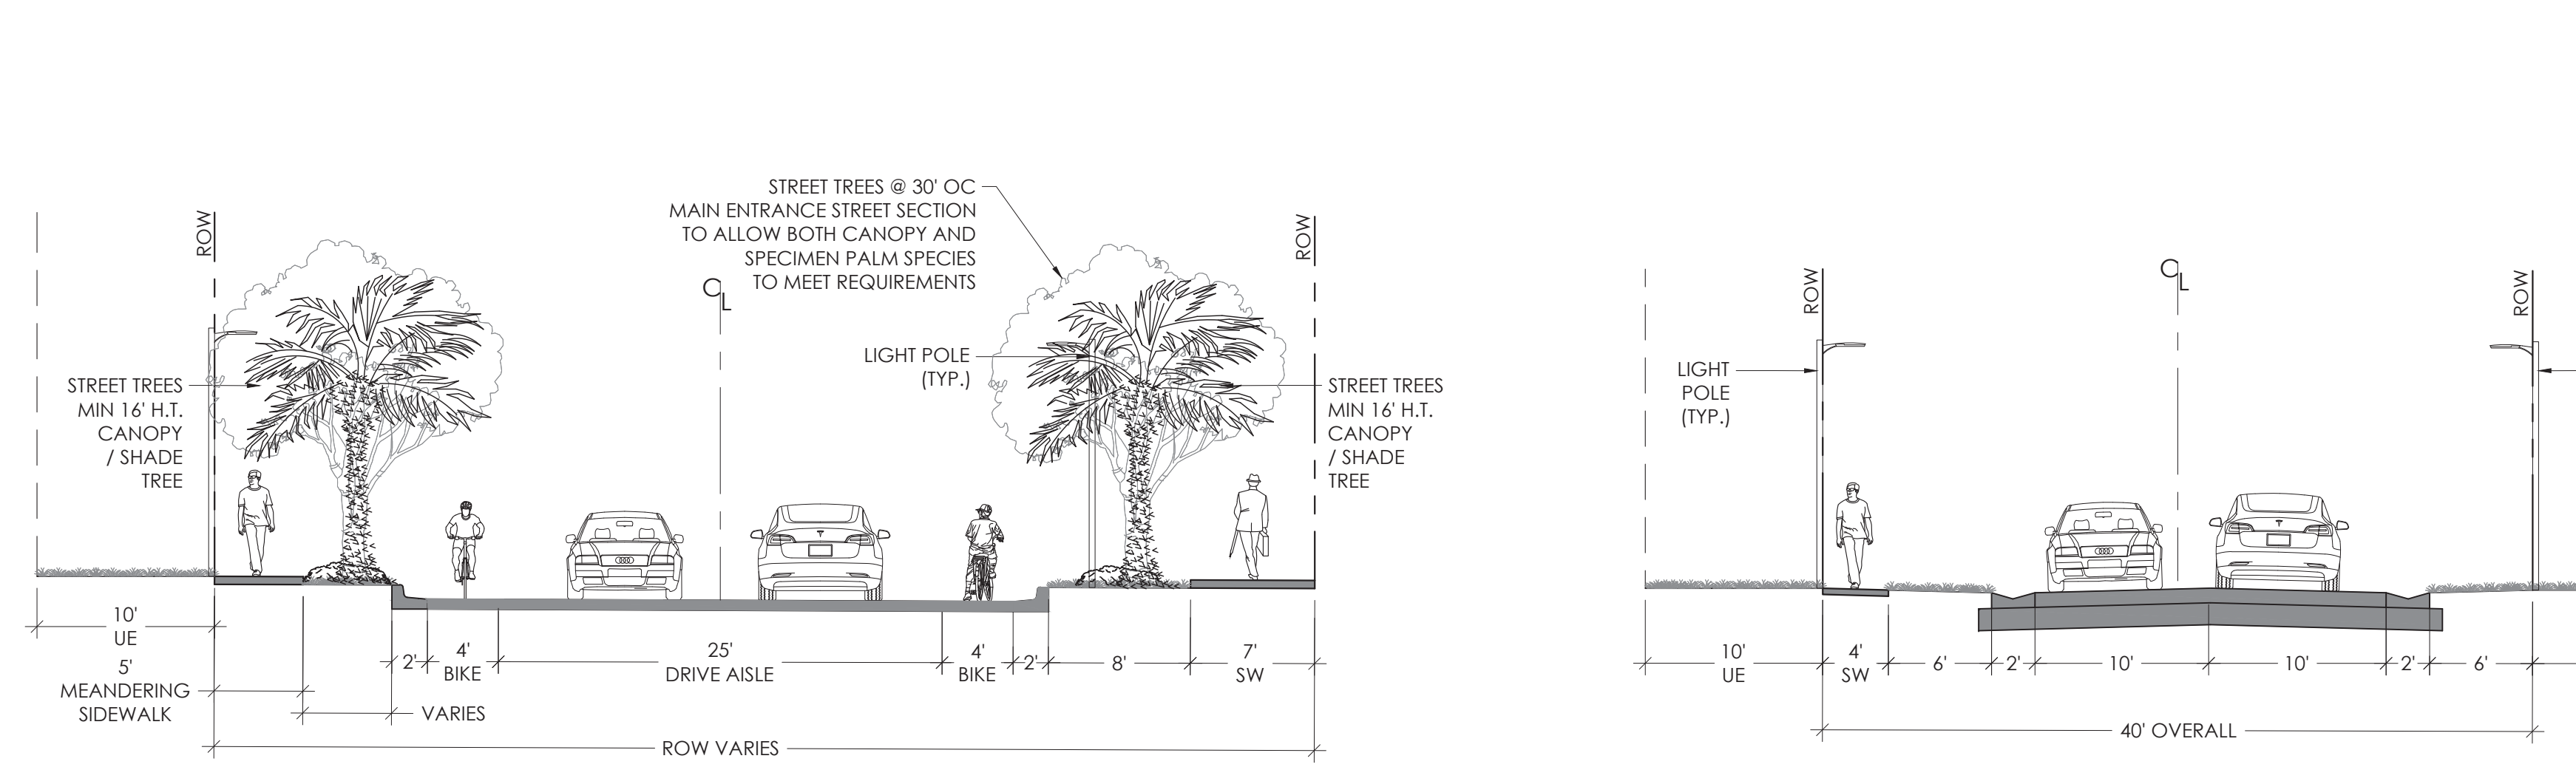 STREET TREES @ 30' OC
MAIN ENTRANCE STREET SECTION
TO ALLOW BOTH CANOPY AND
SPECIMEN PALM SPECIES
TO MEET REQUIREMENTS
ROW
CL
ROW
LIGHT POLE
(TYP.)
STREET TREES
MIN 16' H.T.
CANOPY
/ SHADE
TREE
STREET TREES
MIN 16' H.T.
CANOPY
/ SHADE
TREE
10'
UE
5'
MEANDERING
SIDEWALK
VARIES
2'
4'
BIKE
25'
DRIVE AISLE
4'
BIKE
2'
8'
7'
SW
ROW VARIES
ROW
CL
ROW
LIGHT
POLE
(TYP.)
10'
UE
4'
SW
6'
2'
10'
10'
2'
6'
40' OVERALL